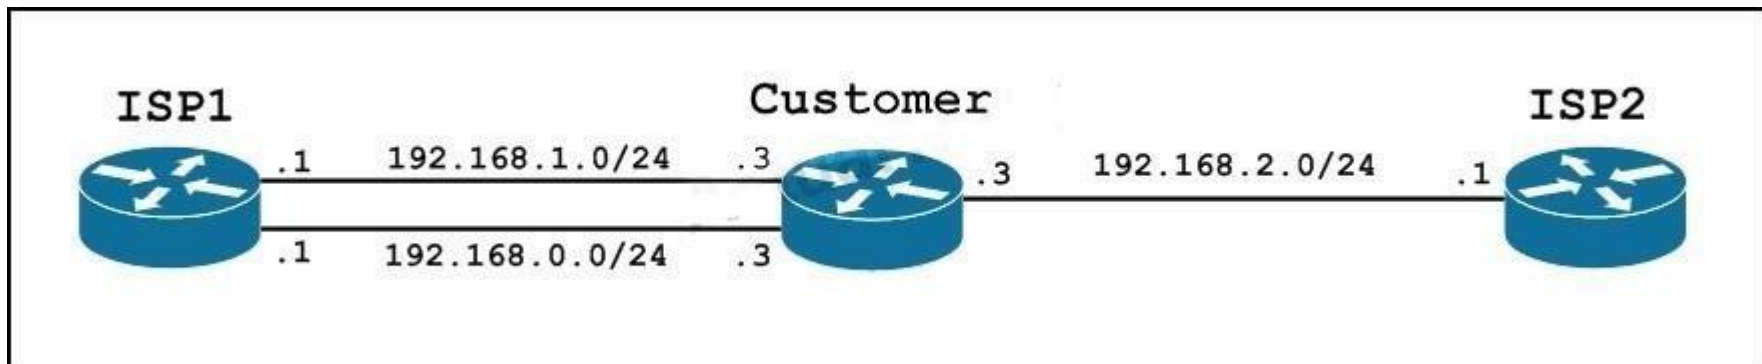 ISP1
Customer
ISP2
.1 192.168.1.0/24 .3
.3 192.168.2.0/24 .1
.1 192.168.0.0/24 .3